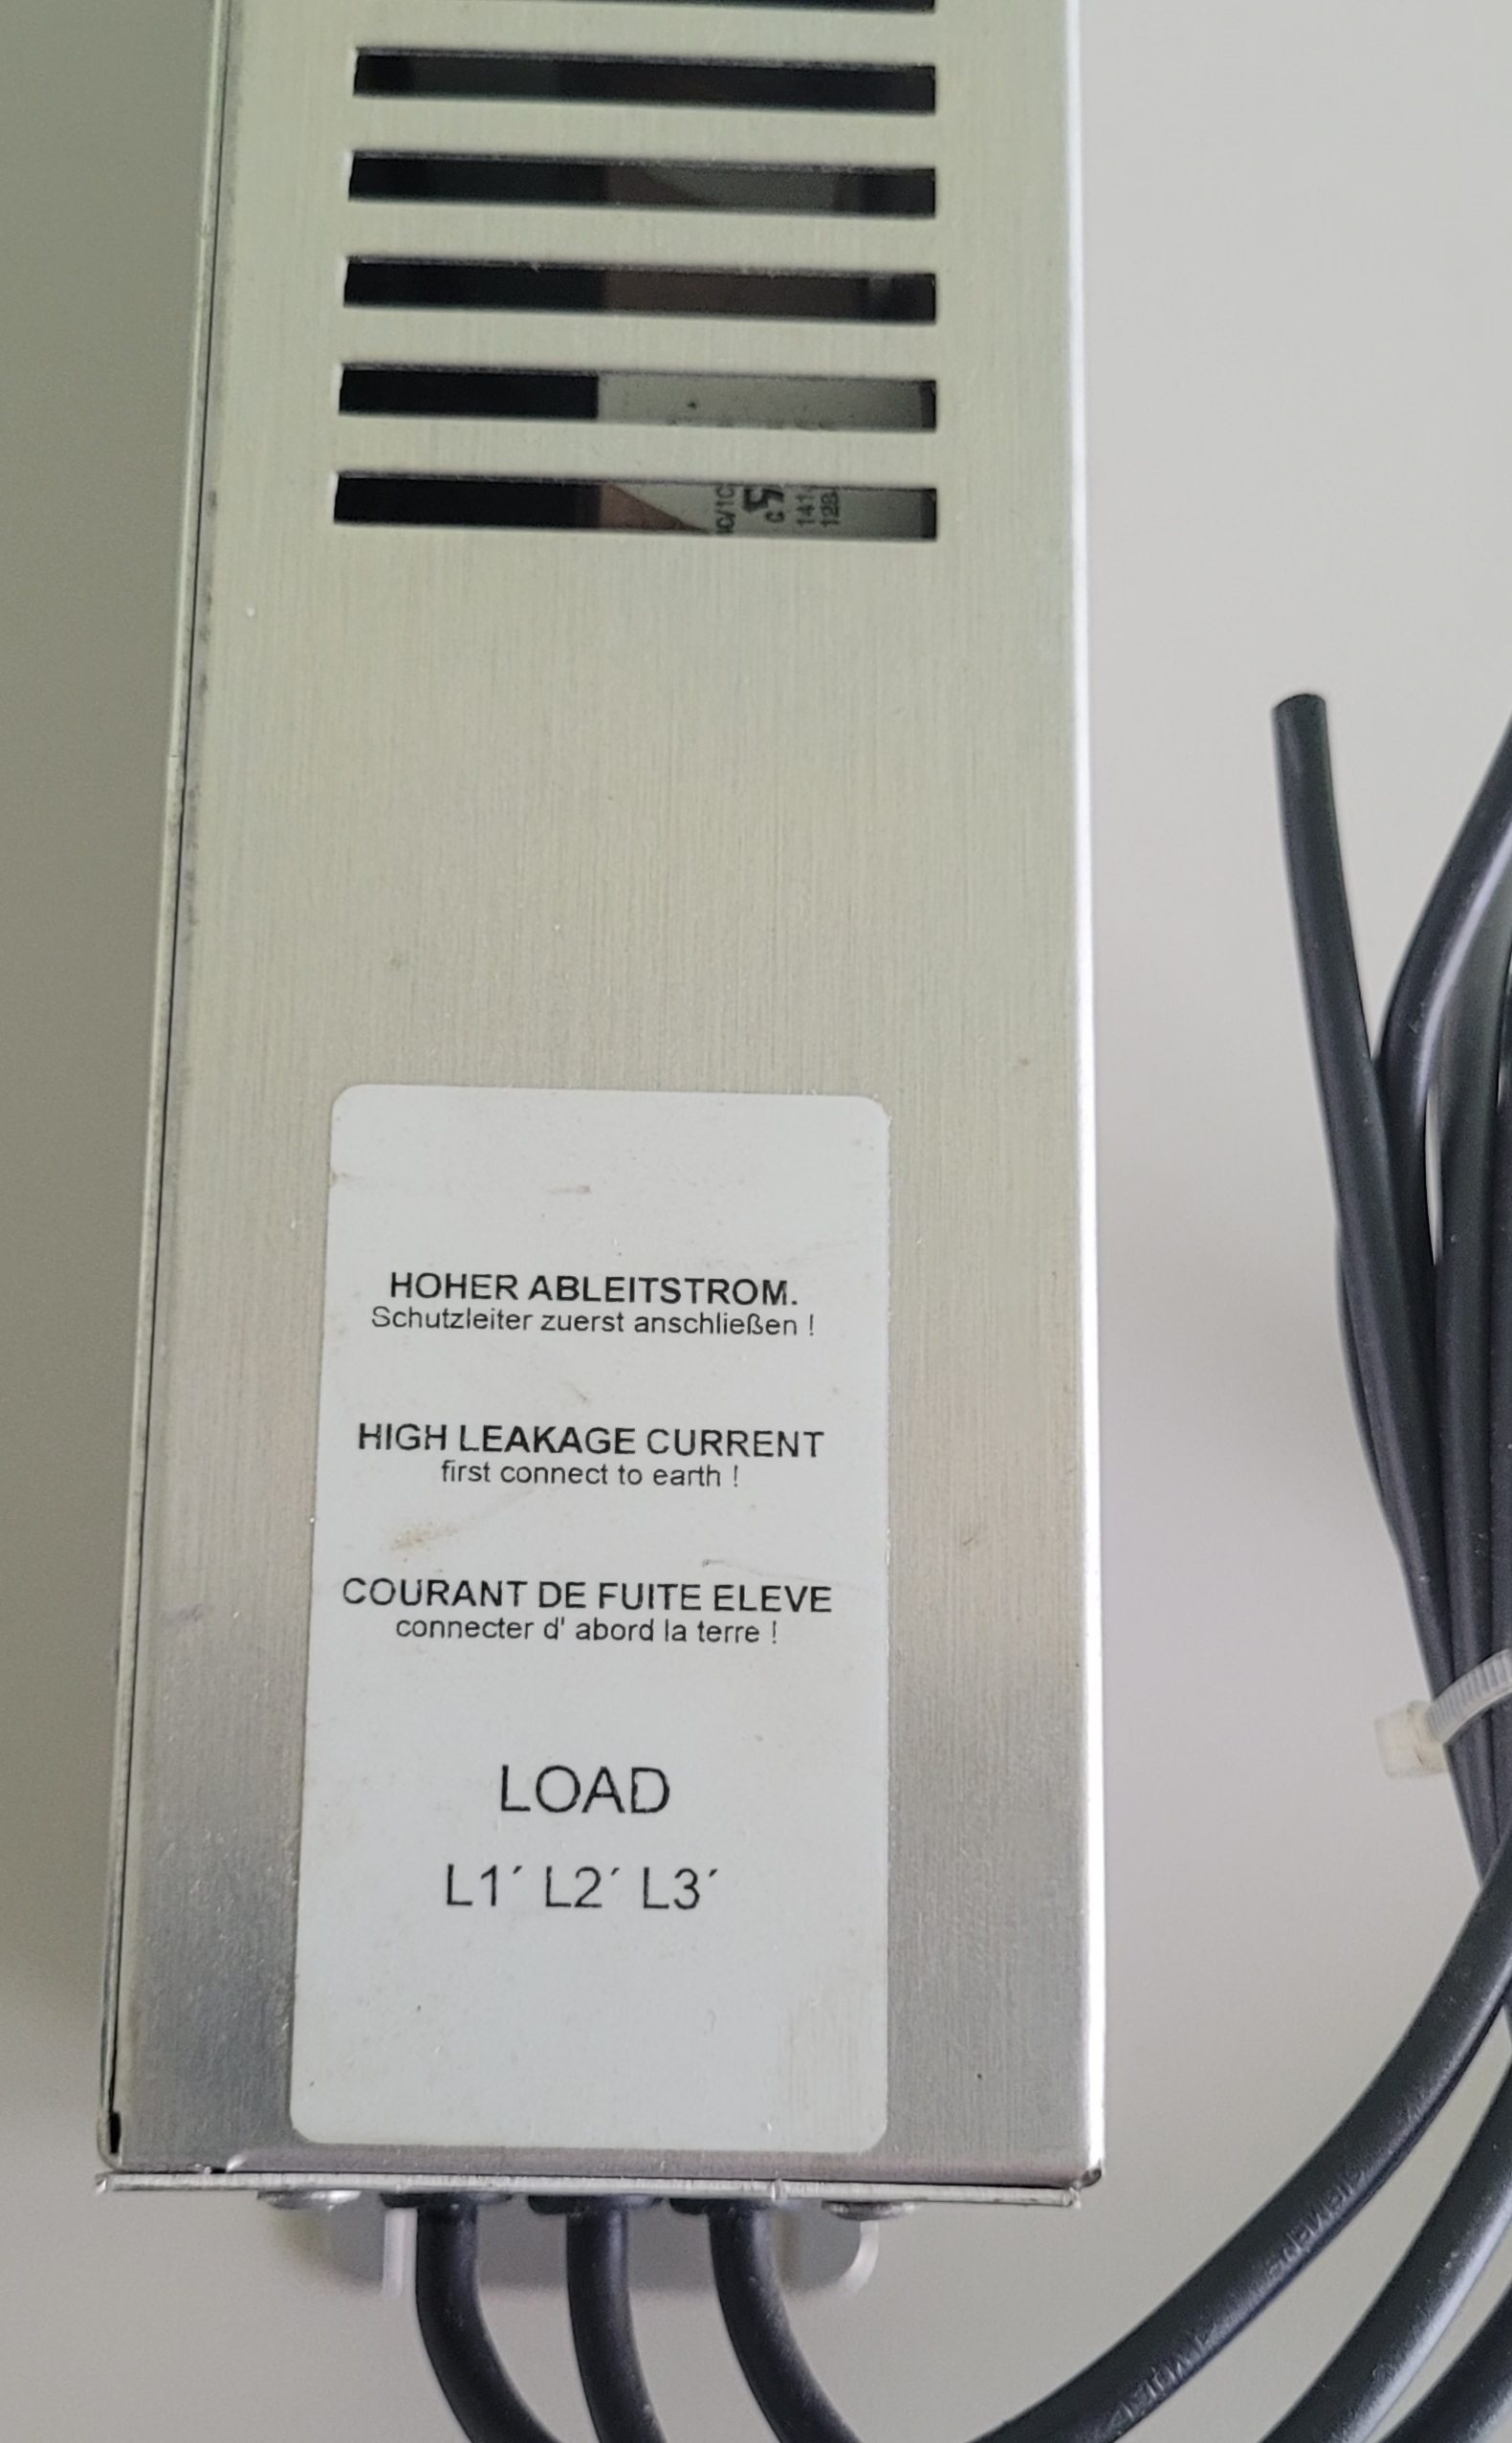 HOHER ABLEITSTROM.
Schutzleiter zuerst anschließen !
HIGH LEAKAGE CURRENT
first connect to earth !
COURANT DE FUITE ELEVE
connecter d' abord la terre !
LOAD
L1´ L2´ L3´